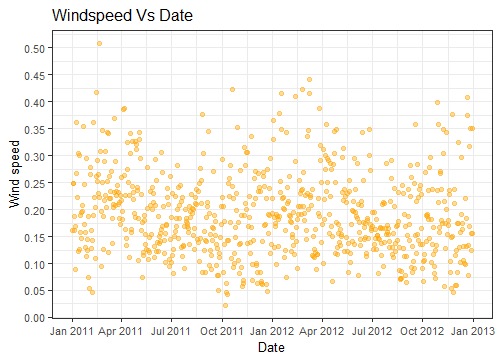 Windspeed Vs Date
Wind speed
0.50
0.45
0.40
0.35
0.30
0.25
0.20
0.15
0.10
0.05
0.00
Jan 2011 Apr 2011 Jul 2011 Oct 2011 Jan 2012 Apr 2012 Jul 2012 Oct 2012 Jan 2013
Date